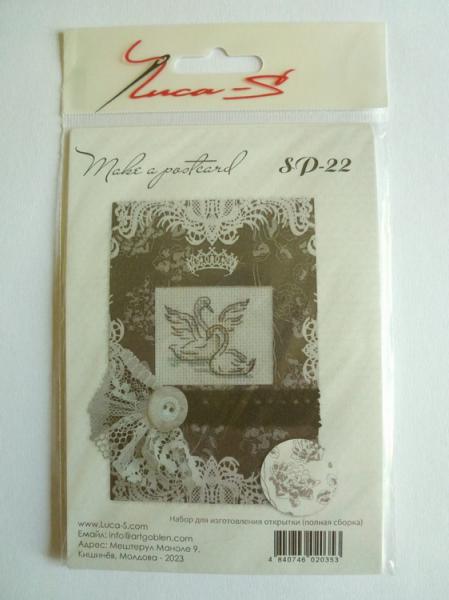 Luca-S
Make a postcard SP-22
Набор для изготовления открытки (полная сборка)
www.Luca-S.com
Емайл: info@artgoblen.com
Адрес: Мештерул Маноле 9,
Кишинёв, Молдова - 2023
4 840746 020353